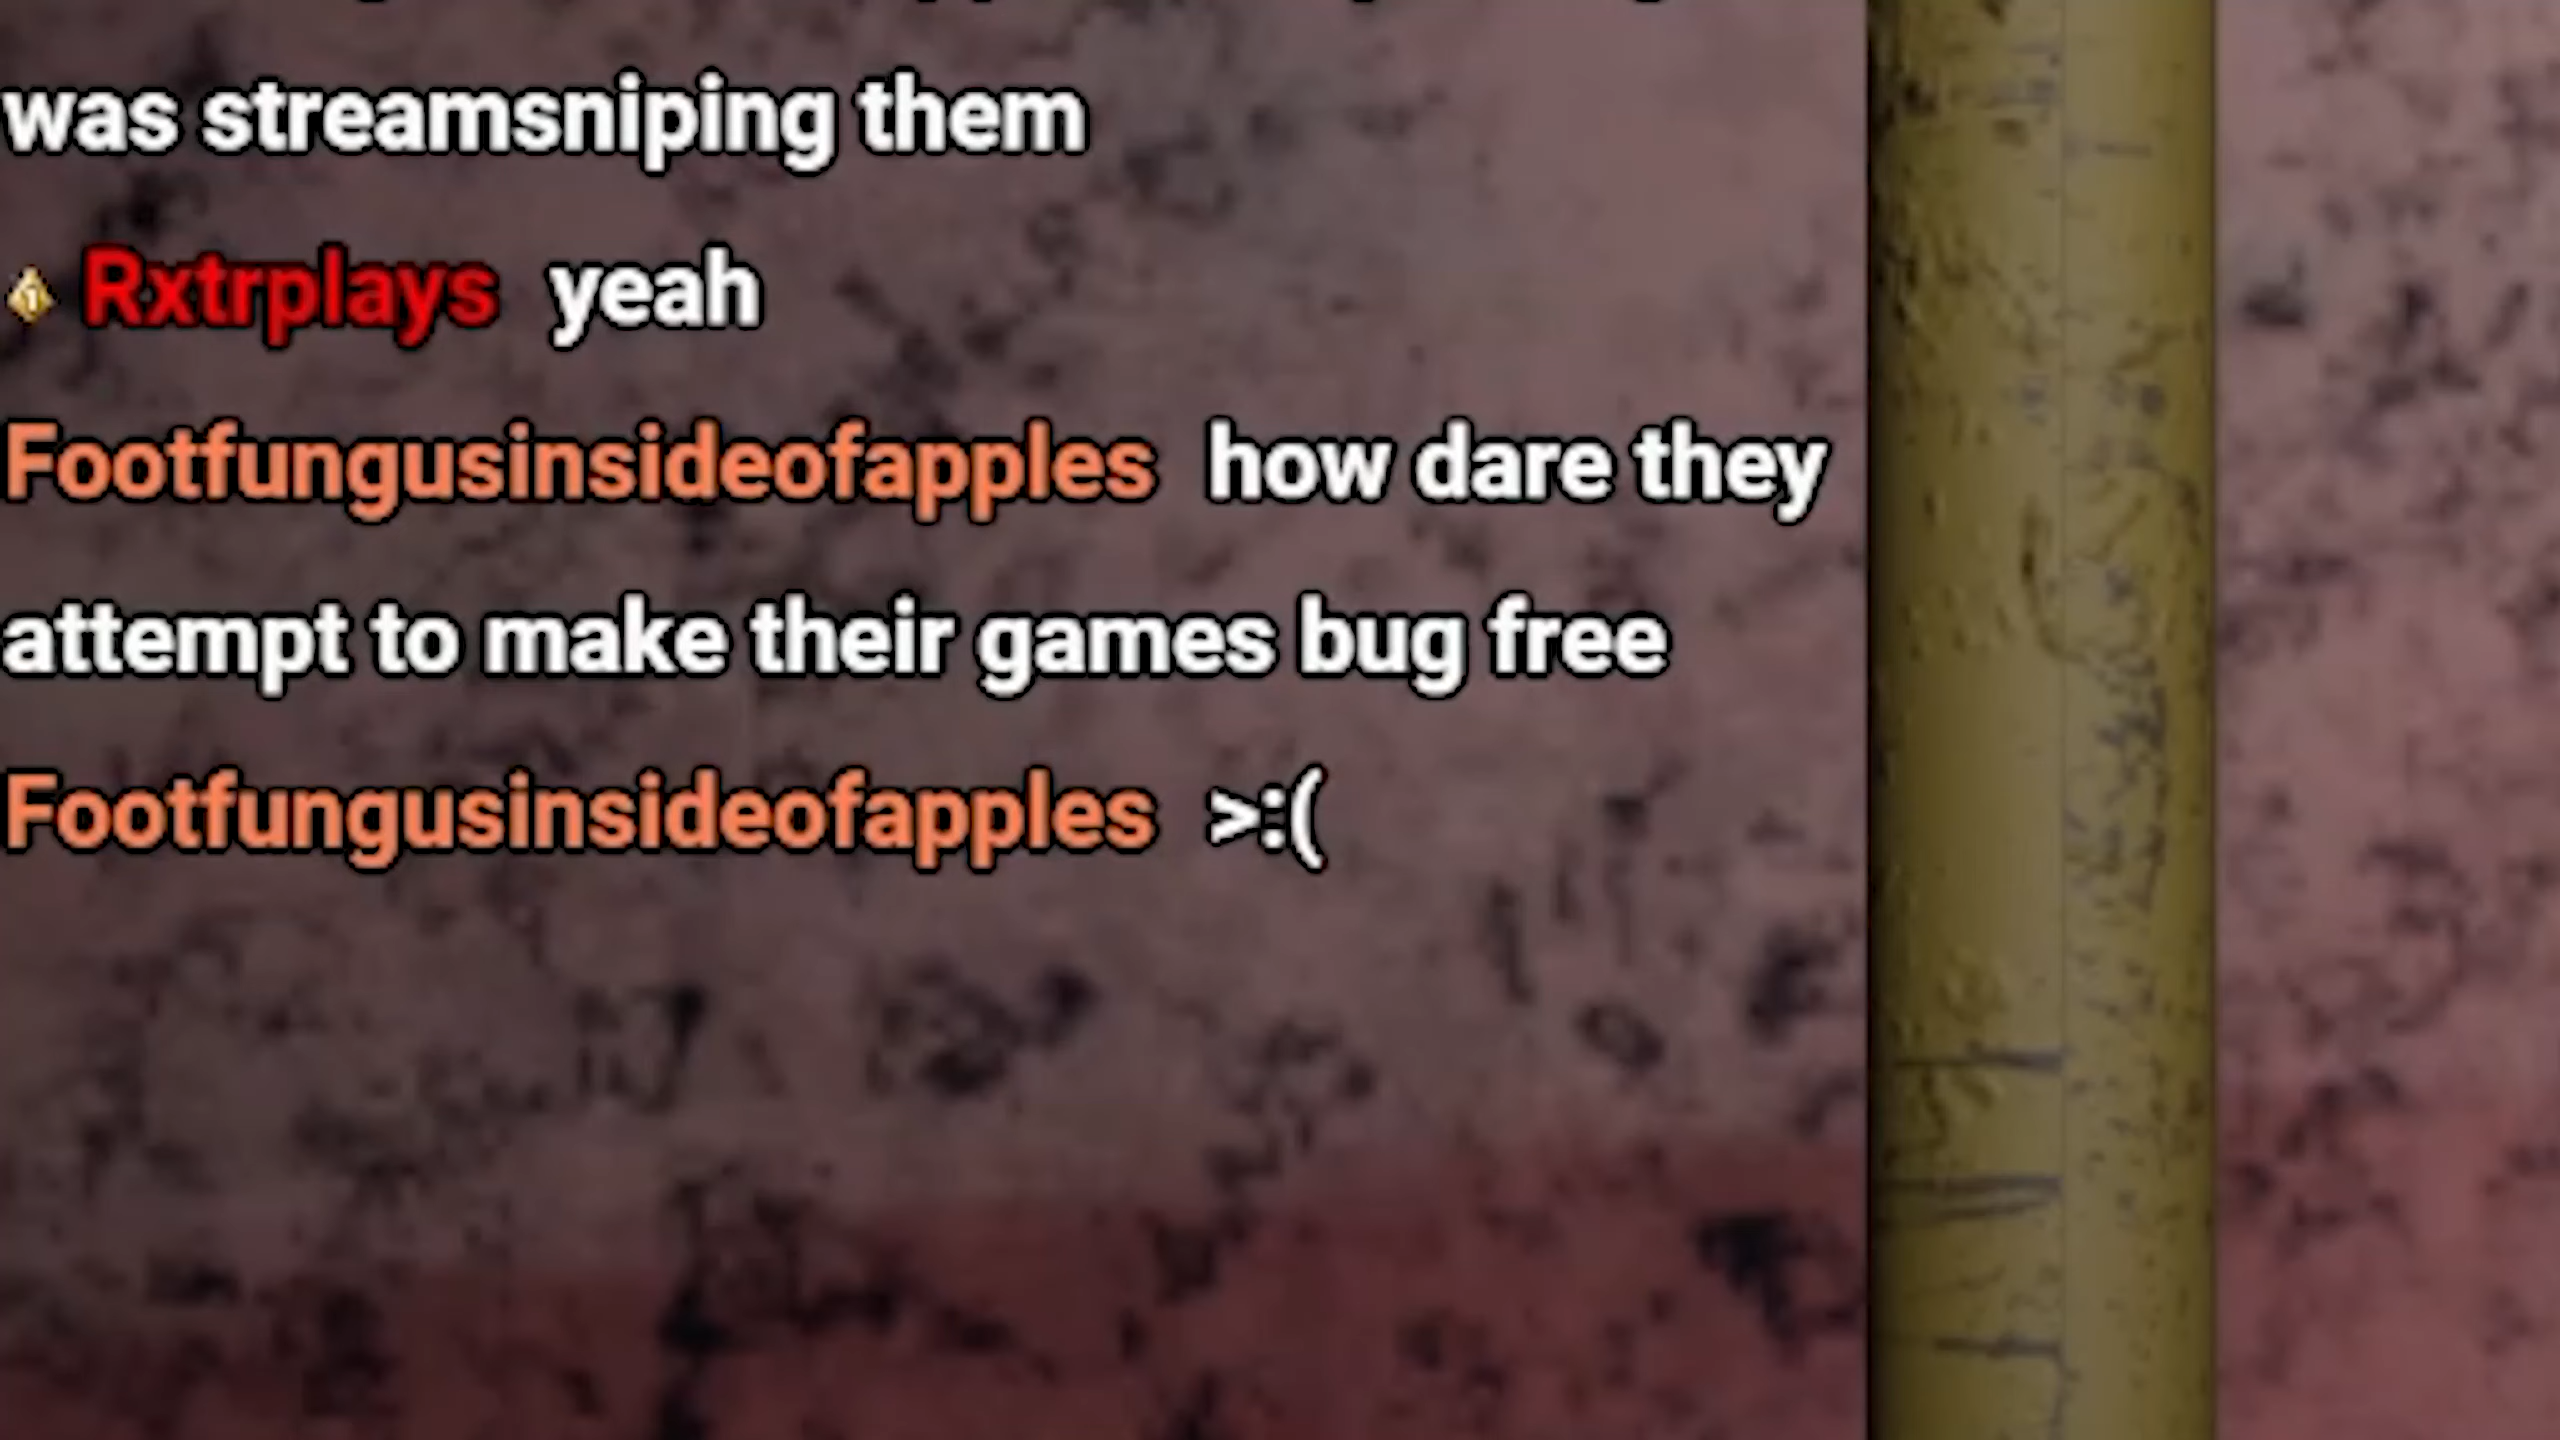 was streamsniping them
Rxtrplays yeah
Footfungusinsideofapples how dare they
attempt to make their games bug free
Footfungusinsideofapples >:(